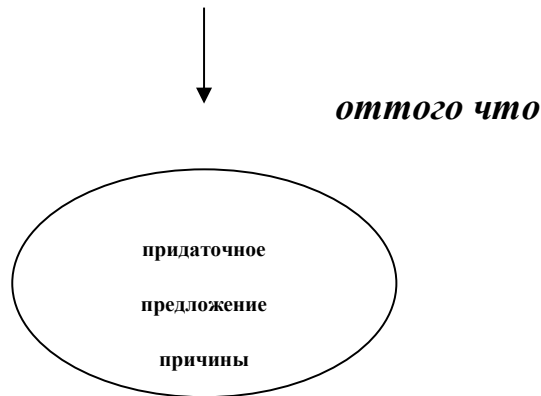 оттого что
придаточное
предложение
причины